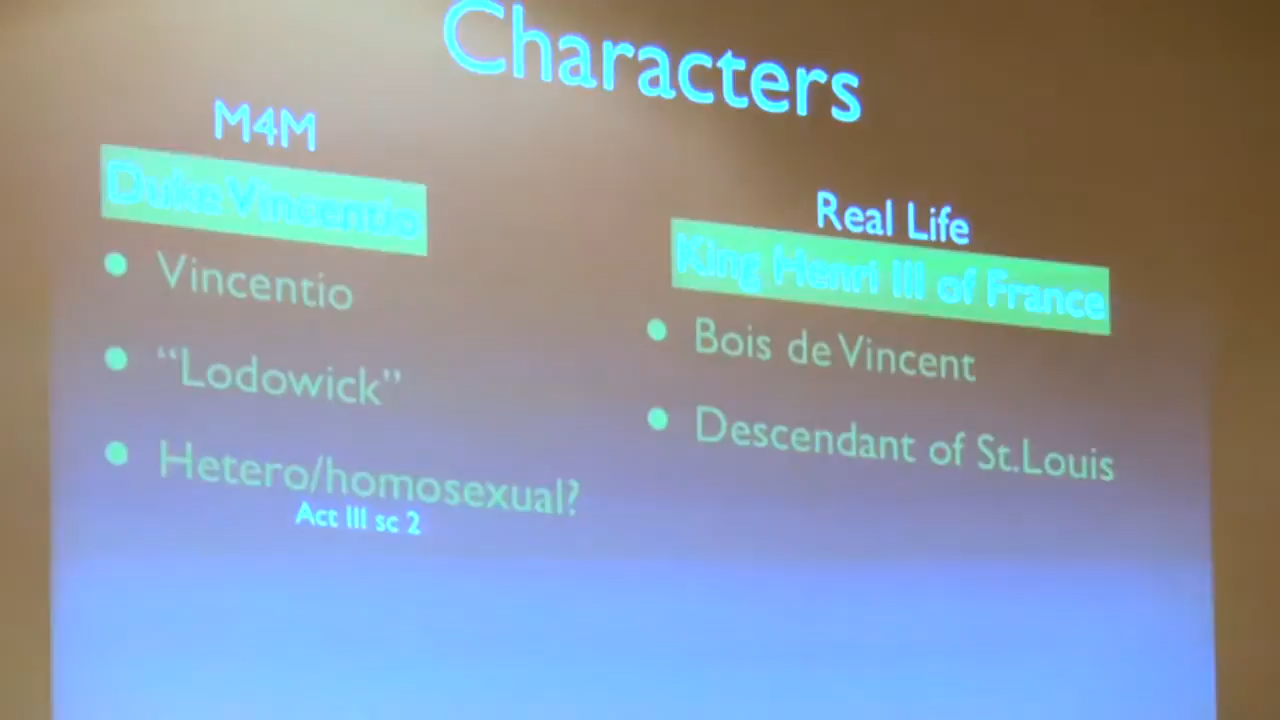 Characters
M4M
Duke Vincentio
Vincentio
“Lodowick”
Hetero/homosexual?
Act III sc 2
Real Life
King Henri III of France
Bois de Vincent
Descendant of St.Louis